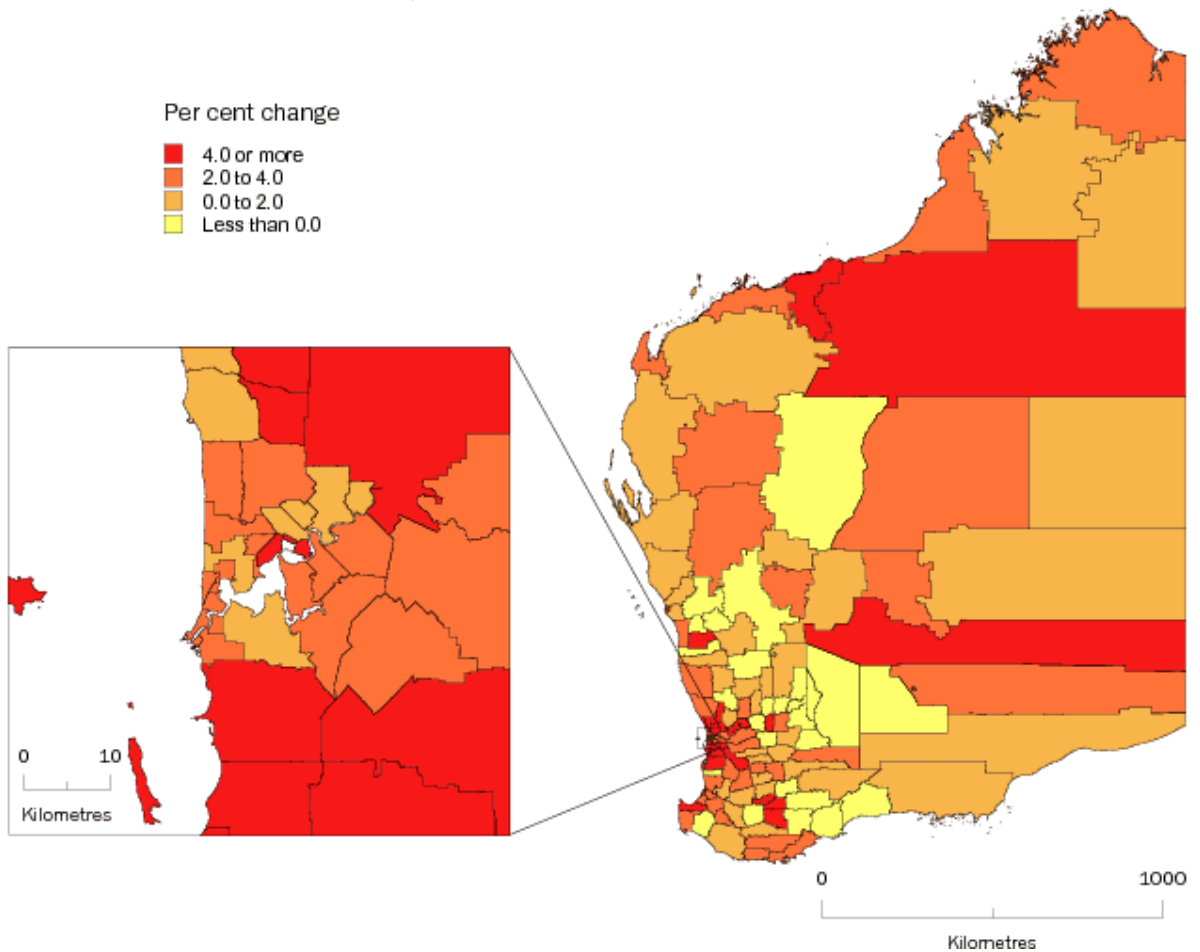 Per cent change
4.0 or more
2.0 to 4.0
0.0 to 2.0
Less than 0.0
0 10
Kilometres
0 1000
Kilometres